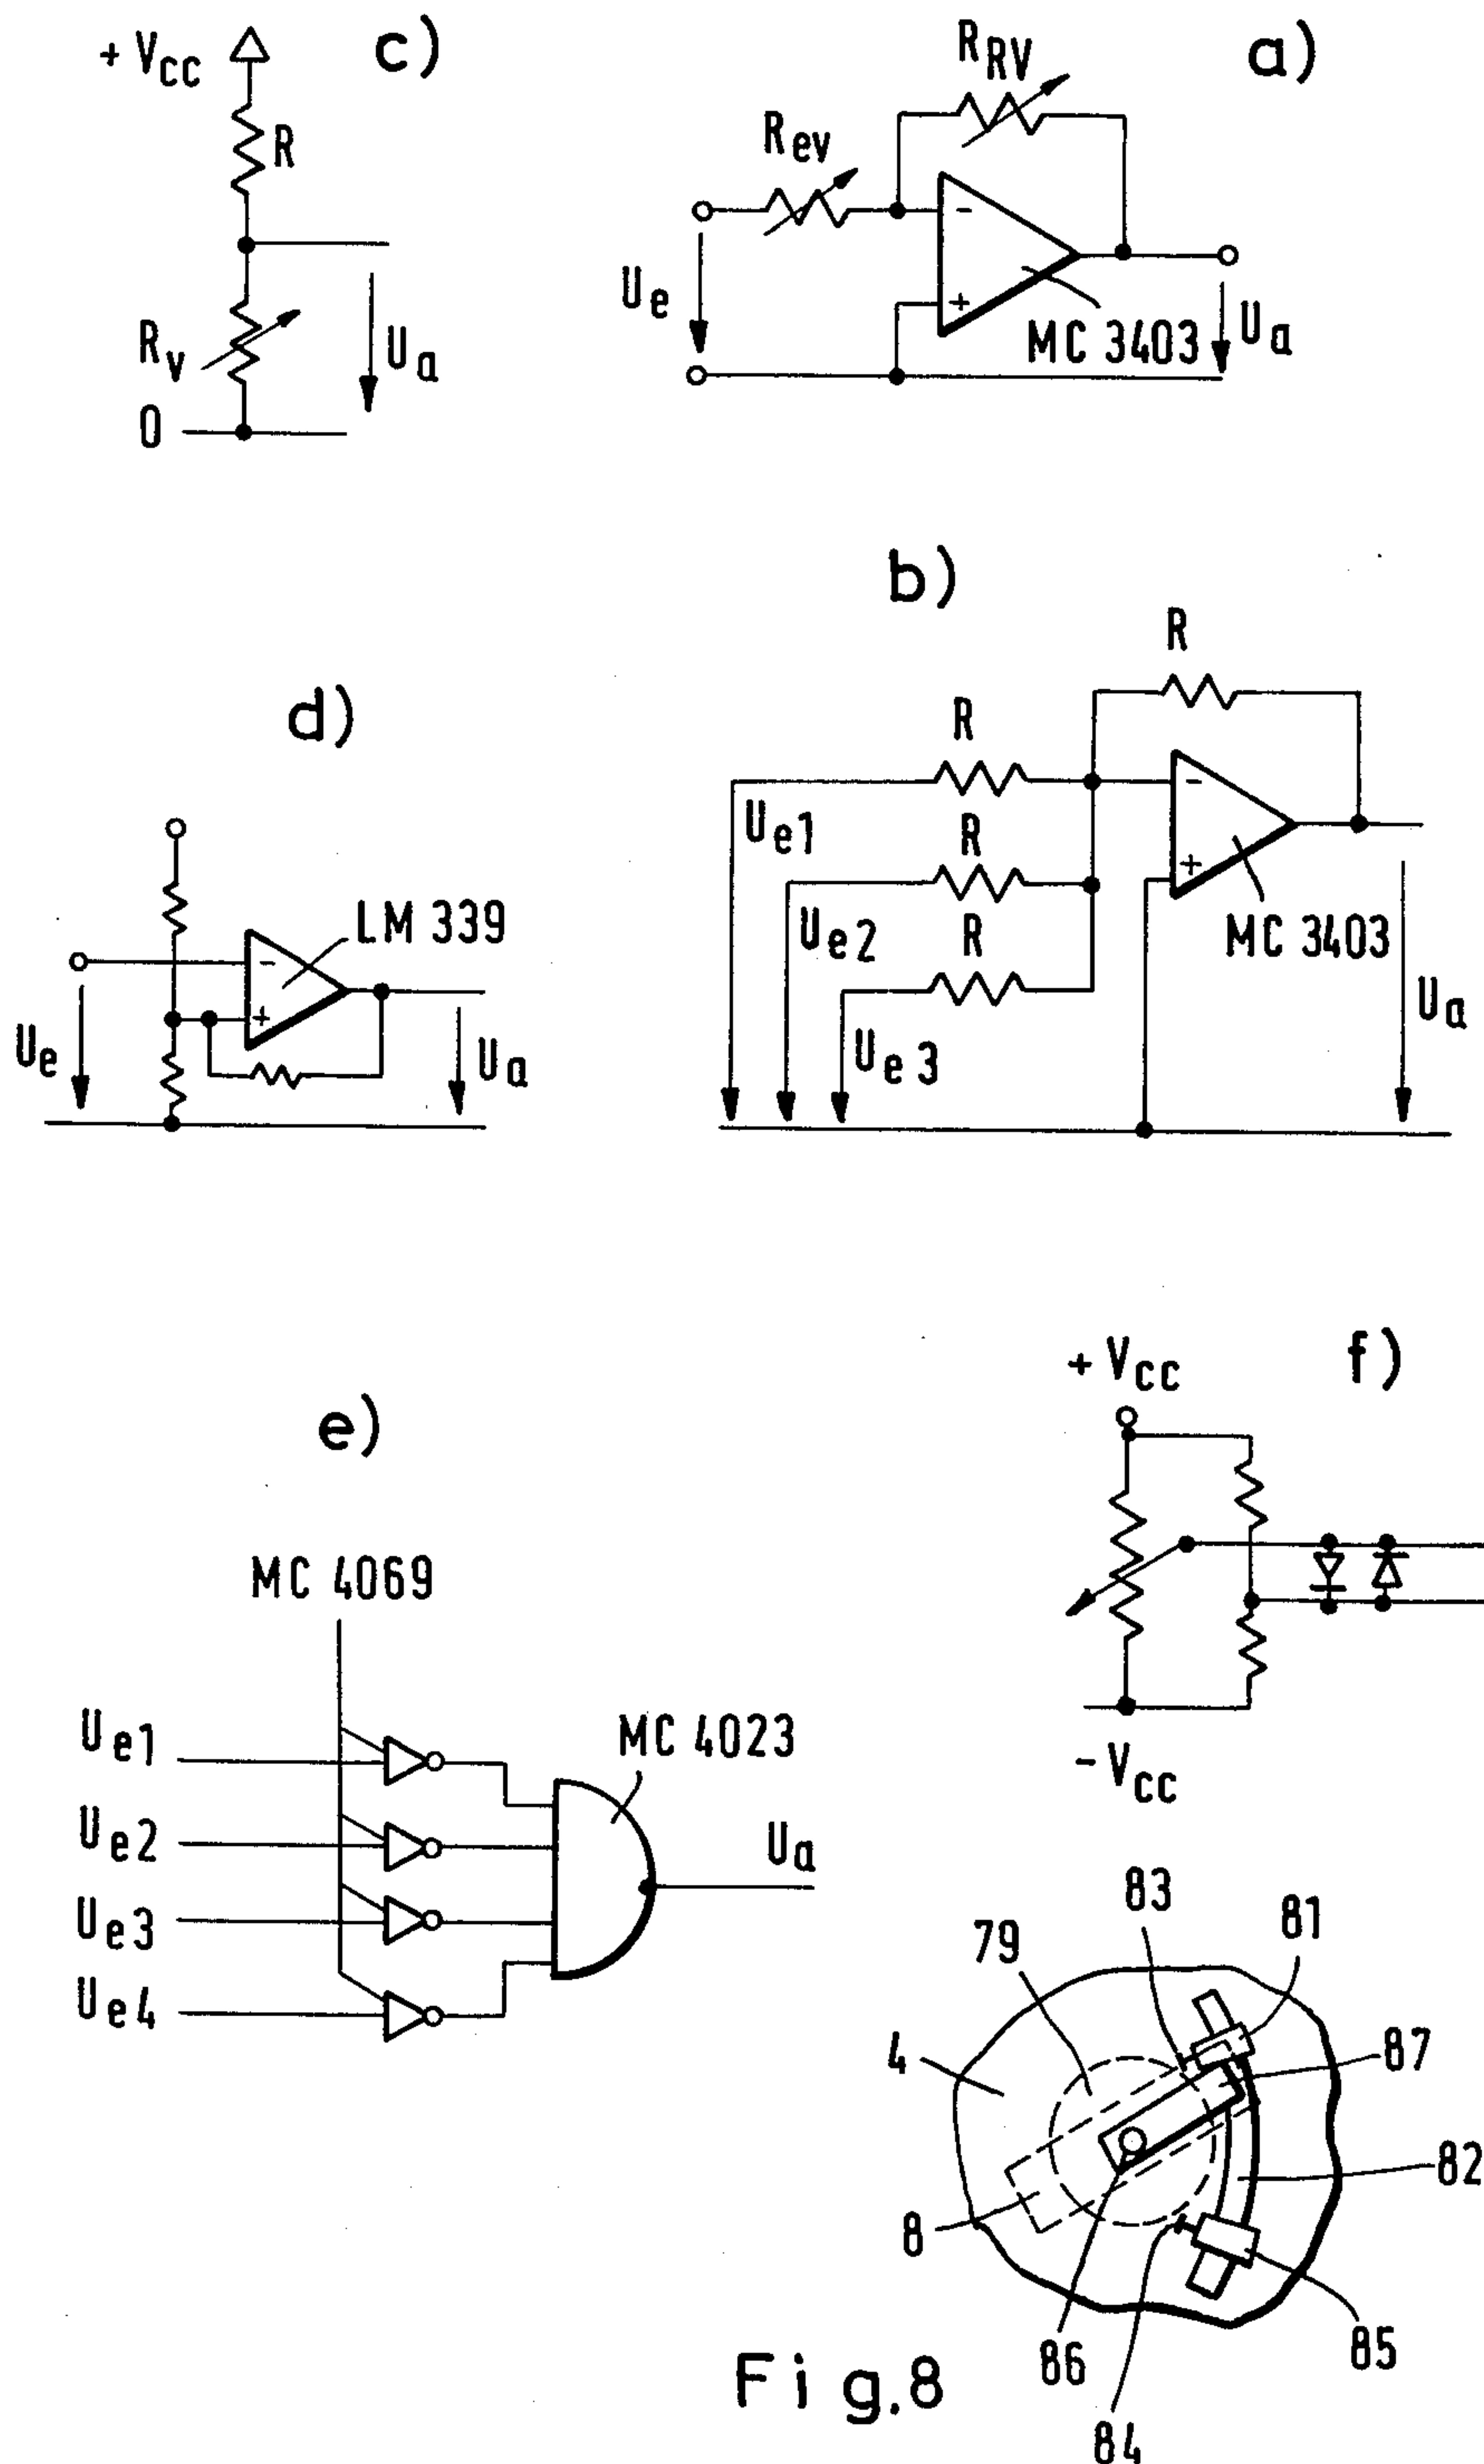 c)
+ Vcc
R
Rv
Ua
0
a)
RRV
Rev
Ue
-
+
MC 3403
Ua
b)
R
R
Ue1
R
Ue2
R
Ue3
-
+
MC 3403
Ua
d)
LM 339
-
+
Ue
Ua
e)
MC 4069
MC 4023
Ue1
Ue2
Ue3
Ue4
Ua
f)
+ Vcc
- Vcc
83
81
79
4
87
82
8
86
84
85
Fig.8